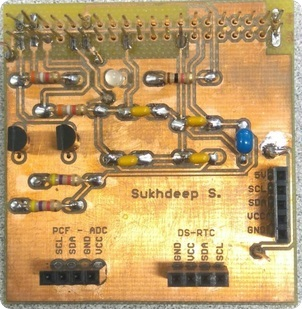 Sukhdeep S.
5V
SCL
SDA
VCC
GND
PCF - ADC
SCL
SDA
GND
VCC
DS-RTC
GND
VCC
SDA
SCL